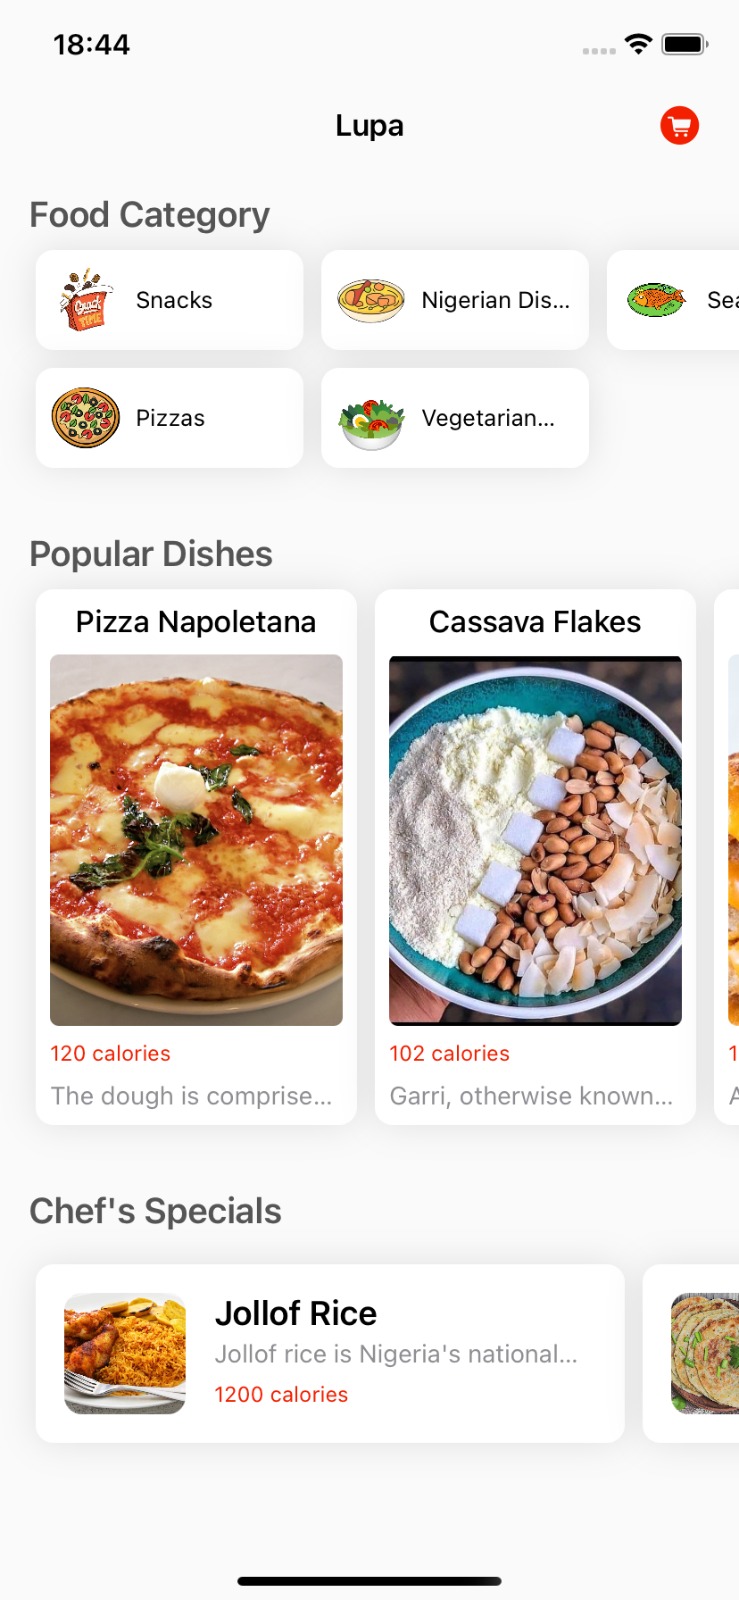 18:44
Lupa
Food Category
Snacks
Nigerian Dis...
Sea
Pizzas
Vegetarian...
Popular Dishes
Pizza Napoletana
Cassava Flakes
120 calories
102 calories
1
The dough is comprise...
Garri, otherwise known...
A
Chef's Specials
Jollof Rice
Jollof rice is Nigeria's national...
1200 calories